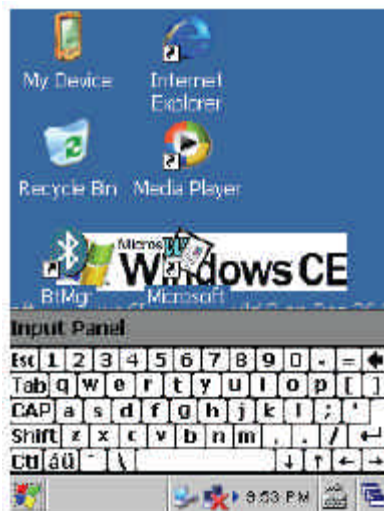 My Device Internet
Explorer
Recycle Bin Media Player
Microsoft
Windows CE
BtMgr Microsoft
Input Panel
Esc 1 2 3 4 5 6 7 8 9 0 - = ←
Tab q w e r t y u i o p [ ]
CAP a s d f g h j k l ; '
Shift z x c v b n m , . / ↵
Ctl áü ` \ ↓ ↑ ← →
9:53 PM